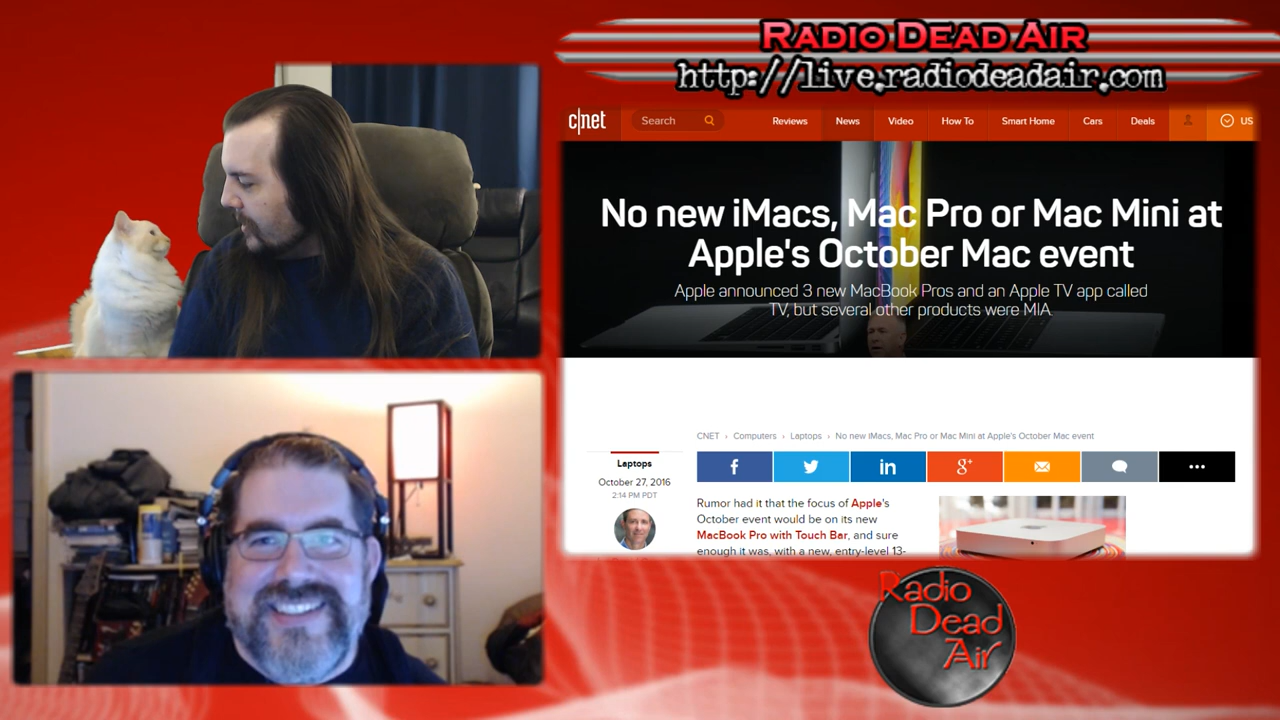 Radio Dead Air
http://live.radiodeadair.com
c|net
Search
Reviews
News
Video
How To
Smart Home
Cars
Deals
US
No new iMacs, Mac Pro or Mac Mini at
Apple's October Mac event
Apple announced 3 new MacBook Pros and an Apple TV app called
TV, but several other products were MIA.
CNET › Computers › Laptops › No new iMacs, Mac Pro or Mac Mini at Apple's October Mac event
Laptops
October 27, 2016
2:14 PM PDT
f
in
g+
...
Rumor had it that the focus of Apple's
October event would be on its new
MacBook Pro with Touch Bar, and sure
enough it was, with a new, entry-level 13-
Radio
Dead
Air